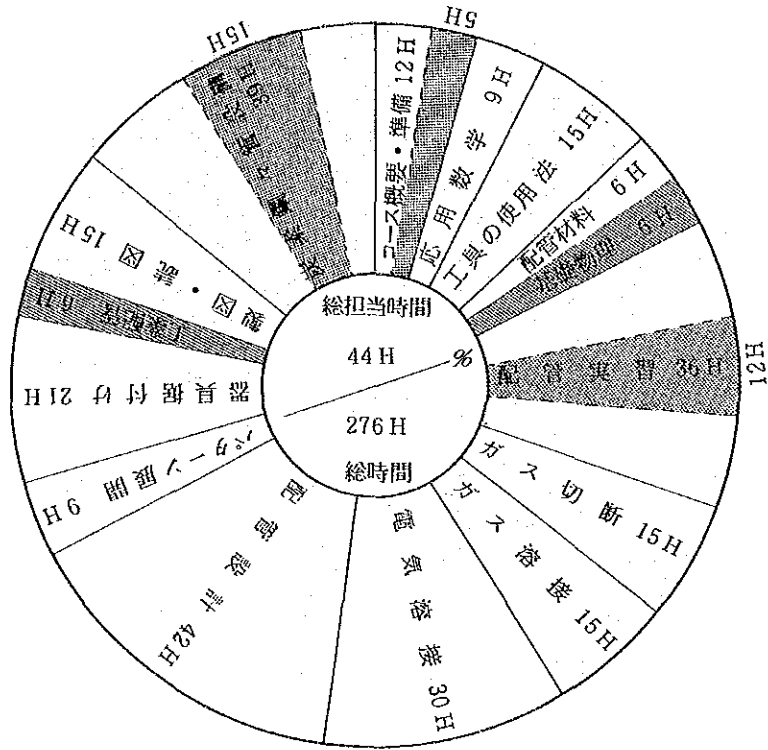 総担当時間
44H
%
276H
総時間
コース概要・準備 12H
5H
応用数学 9H
工具の使用法 15H
配管材料 6H
6H
36H
12H
ガス切断 15H
ガス溶接 15H
電気溶接 30H
配管設計 42H
パターン展開 9H
器具据付け 21H
6H
製図・読図 15H
39H
15H